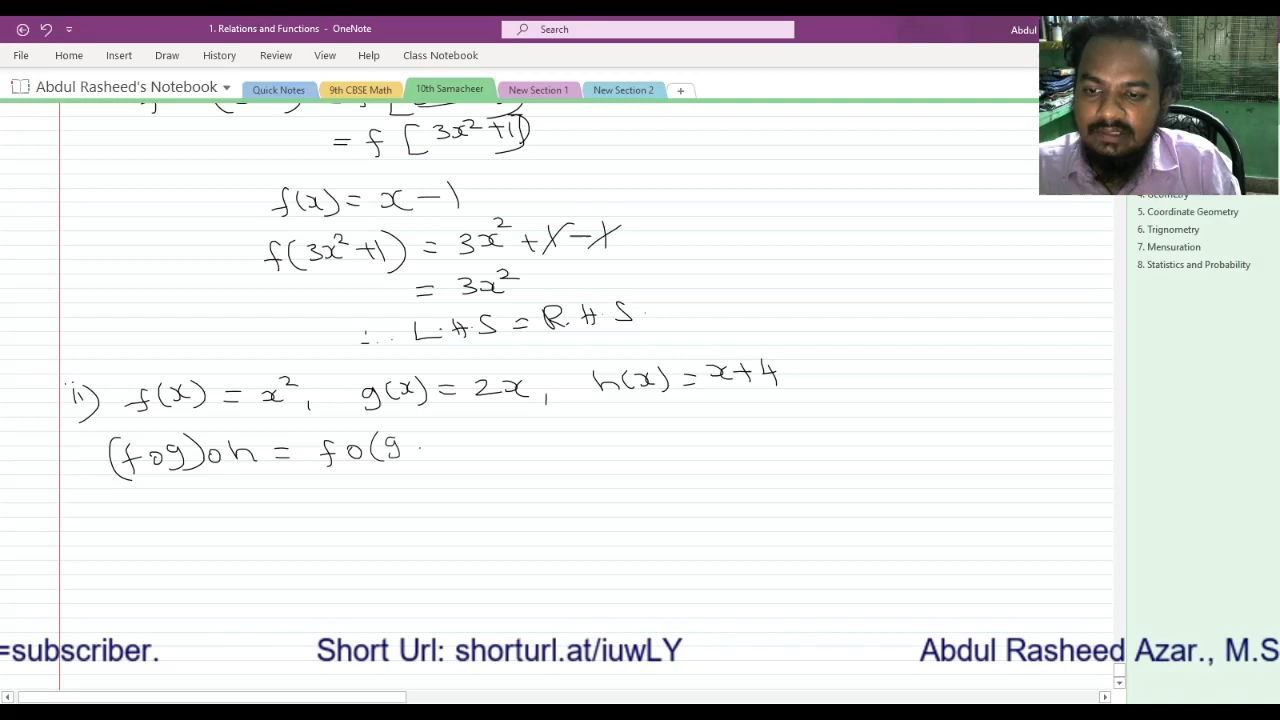 1. Relations and Functions - OneNote
Search
Abdul
File Home Insert Draw History Review View Help Class Notebook
Abdul Rasheed's Notebook
Quick Notes 9th CBSE Math 10th Samacheer New Section 1 New Section 2
= f [3x²+1]
f(x) = x - 1
f(3x²+1) = 3x² + 1 - 1
= 3x²
∴ L.H.S = R.H.S.
ii) f(x) = x², g(x) = 2x, h(x) = x+4
(fog)oh = fo(g
4. Geometry
5. Coordinate Geometry
6. Trignometry
7. Mensuration
8. Statistics and Probability
=subscriber. Short Url: shorturl.at/iuwLY Abdul Rasheed Azar., M.S